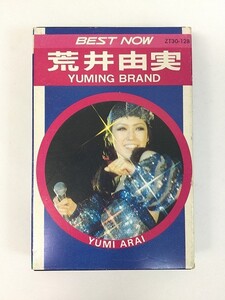 BEST NOW
ZT30-128
荒井由実
YUMING BRAND
YUMI ARAI